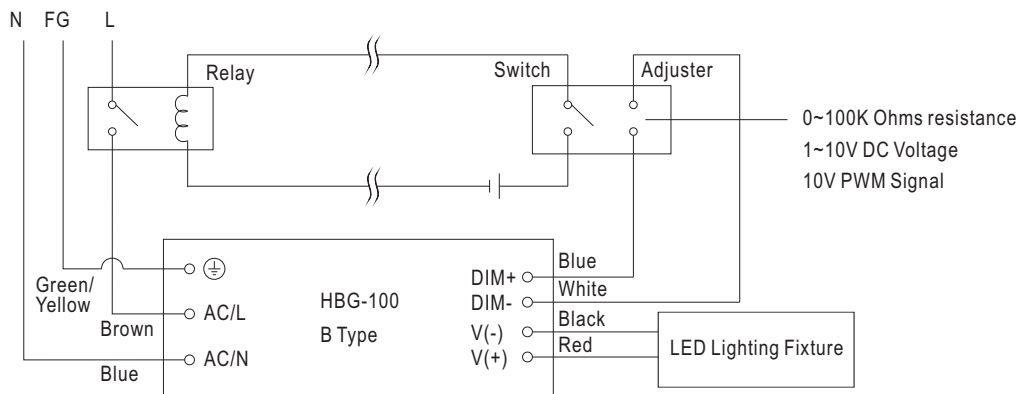 N FG L
Relay
Switch
Adjuster
0~100K Ohms resistance
1~10V DC Voltage
10V PWM Signal
Green/
Yellow
Brown
Blue
AC/L
AC/N
HBG-100
B Type
DIM+
DIM-
V(-)
V(+)
Blue
White
Black
Red
LED Lighting Fixture